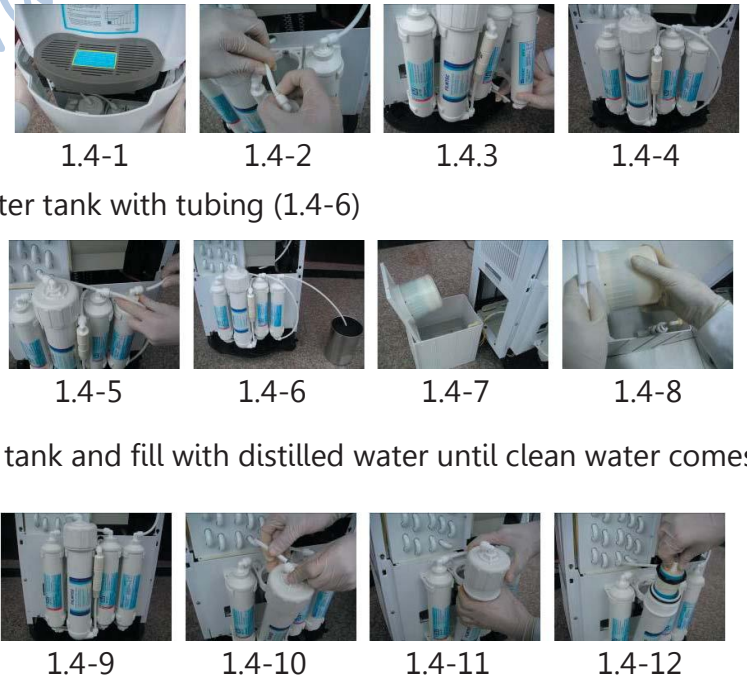 1.4-1 1.4-2 1.4.3 1.4-4
ter tank with tubing (1.4-6)
1.4-5 1.4-6 1.4-7 1.4-8
tank and fill with distilled water until clean water comes
1.4-9 1.4-10 1.4-11 1.4-12